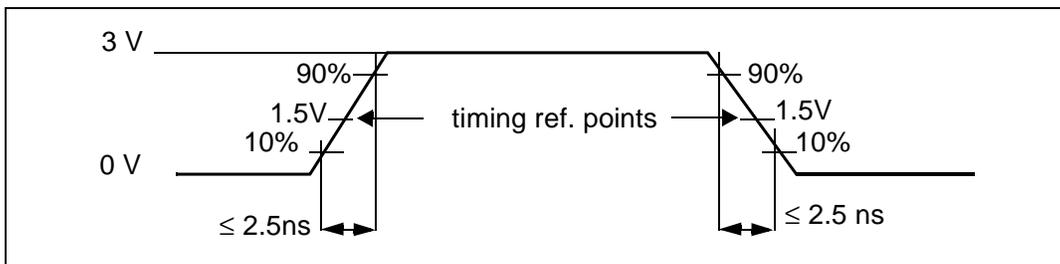 3 V
90%
90%
1.5V
timing ref. points
1.5V
10%
10%
0 V
≤ 2.5ns
≤ 2.5 ns